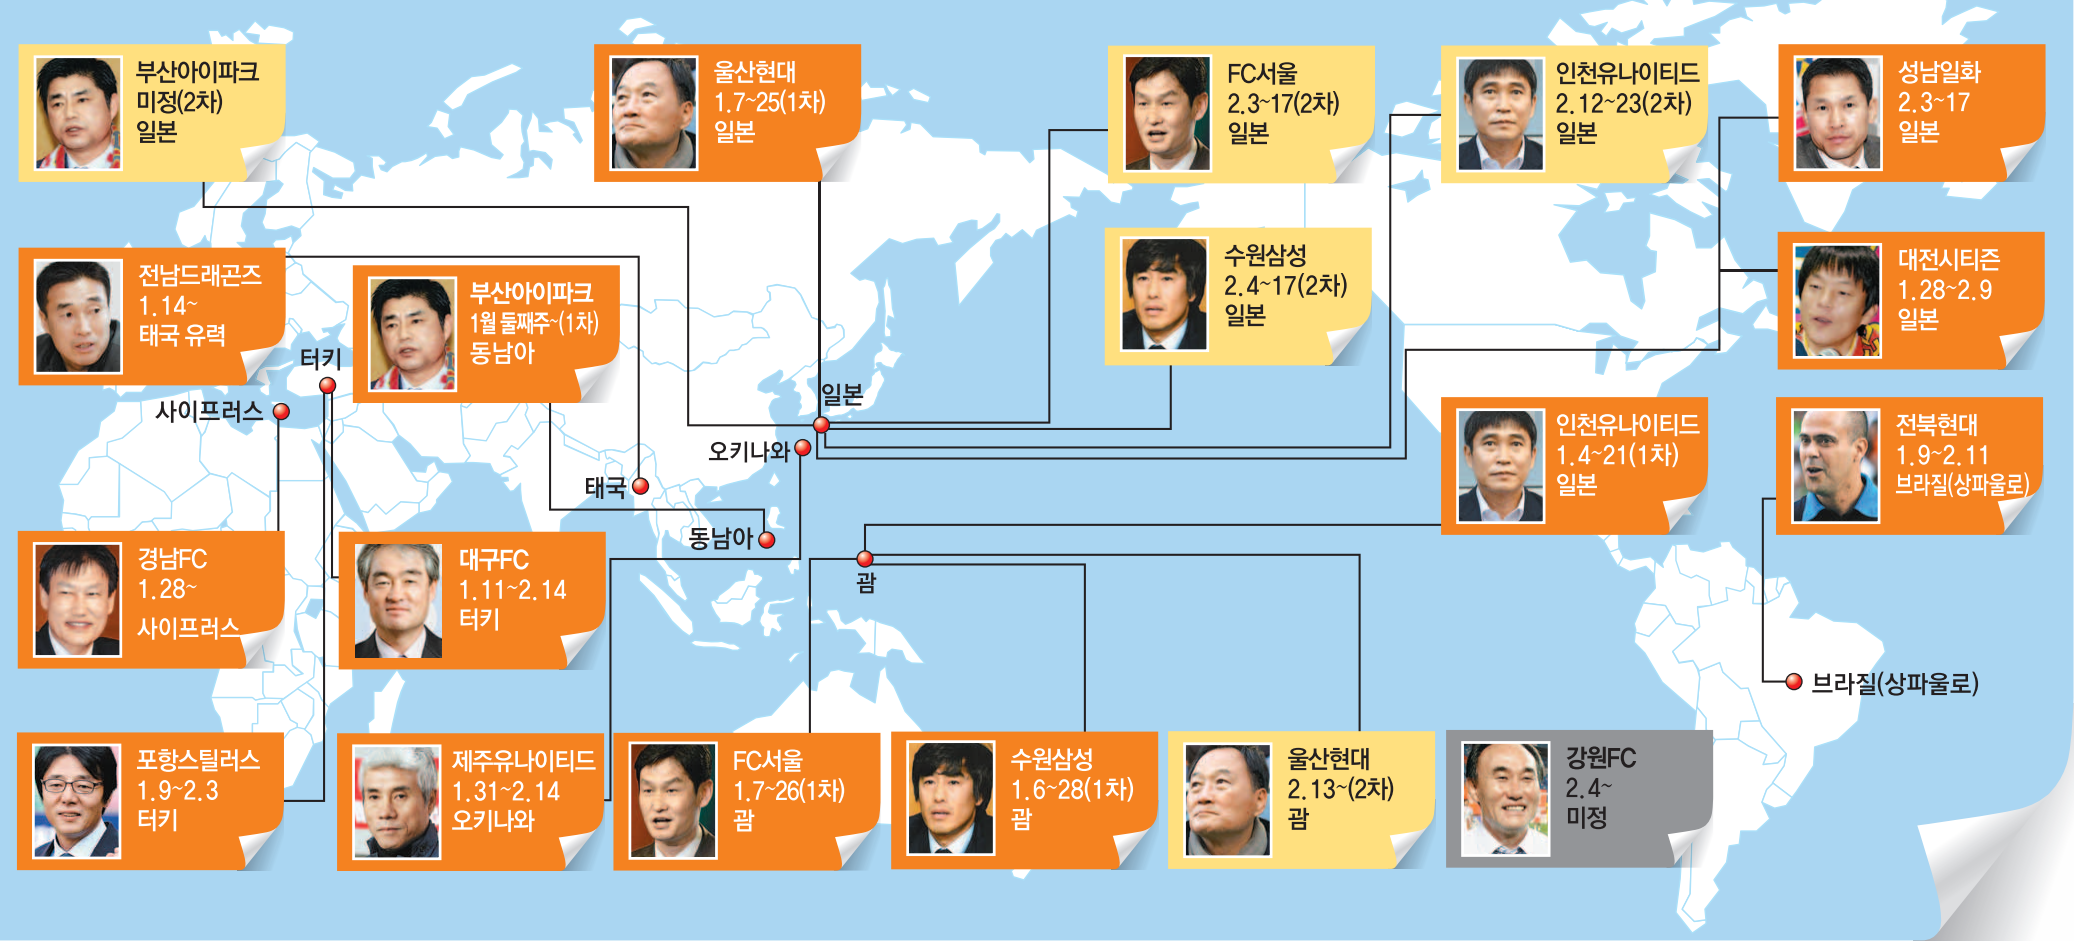 부산아이파크
미정(2차)
일본
울산현대
1.7~25(1차)
일본
FC서울
2.3~17(2차)
일본
인천유나이티드
2.12~23(2차)
일본
성남일화
2.3~17
일본
전남드래곤즈
1.14~
태국 유력
부산아이파크
1월 둘째주~(1차)
동남아
수원삼성
2.4~17(2차)
일본
대전시티즌
1.28~2.9
일본
터키
사이프러스
일본
오키나와
태국
동남아
괌
인천유나이티드
1.4~21(1차)
일본
전북현대
1.9~2.11
브라질(상파울로)
경남FC
1.28~
사이프러스
대구FC
1.11~2.14
터키
브라질(상파울로)
포항스틸러스
1.9~2.3
터키
제주유나이티드
1.31~2.14
오키나와
FC서울
1.7~26(1차)
괌
수원삼성
1.6~28(1차)
괌
울산현대
2.13~(2차)
괌
강원FC
2.4~
미정